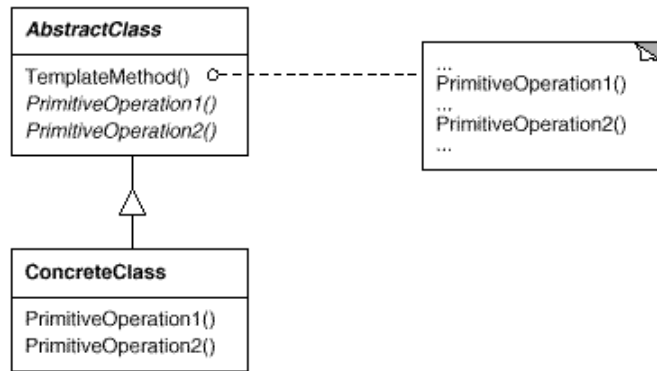 AbstractClass
TemplateMethod()
PrimitiveOperation1()
PrimitiveOperation2()
...
PrimitiveOperation1()
...
PrimitiveOperation2()
...
ConcreteClass
PrimitiveOperation1()
PrimitiveOperation2()